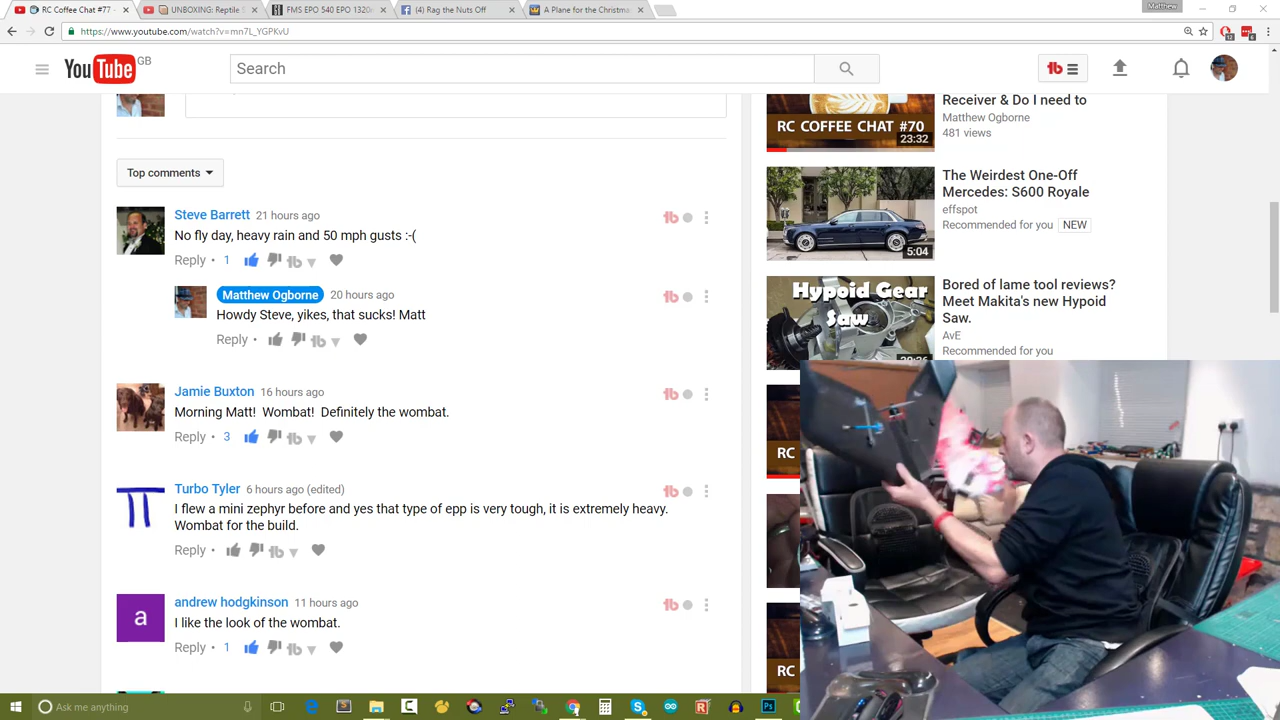 Matthew
RC Coffee Chat #77 -
UNBOXING: Reptile S
FMS EPO 540 EPO 1320
(4) Rag the Nuts Off
A Plane for the Christma
https://www.youtube.com/watch?v=mn7L_YGPKvU
12
6
YouTube GB
Search
Top comments
Steve Barrett 21 hours ago
No fly day, heavy rain and 50 mph gusts :-(
Reply · 1
Matthew Ogborne 20 hours ago
Howdy Steve, yikes, that sucks! Matt
Reply ·
Jamie Buxton 16 hours ago
Morning Matt! Wombat! Definitely the wombat.
Reply · 3
Turbo Tyler 6 hours ago (edited)
I flew a mini zephyr before and yes that type of epp is very tough, it is extremely heavy.
Wombat for the build.
Reply ·
a
andrew hodgkinson 11 hours ago
I like the look of the wombat.
Reply · 1
RC COFFEE CHAT #70
23:32
Receiver & Do I need to
Matthew Ogborne
481 views
5:04
The Weirdest One-Off
Mercedes: S600 Royale
effspot
Recommended for you NEW
Hypoid Gear
Saw
Bored of lame tool reviews?
Meet Makita's new Hypoid
Saw.
AvE
Recommended for you
RC
RC
Ask me anything